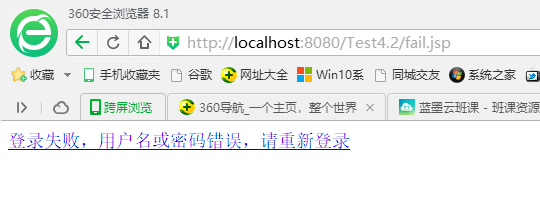 360安全浏览器 8.1
http://localhost:8080/Test4.2/fail.jsp
收藏 手机收藏夹 谷歌 网址大全 Win10系 同城交友 系统之家
跨屏浏览 360导航_一个主页，整个世界 蓝墨云班课 - 班课资源
登录失败，用户名或密码错误，请重新登录